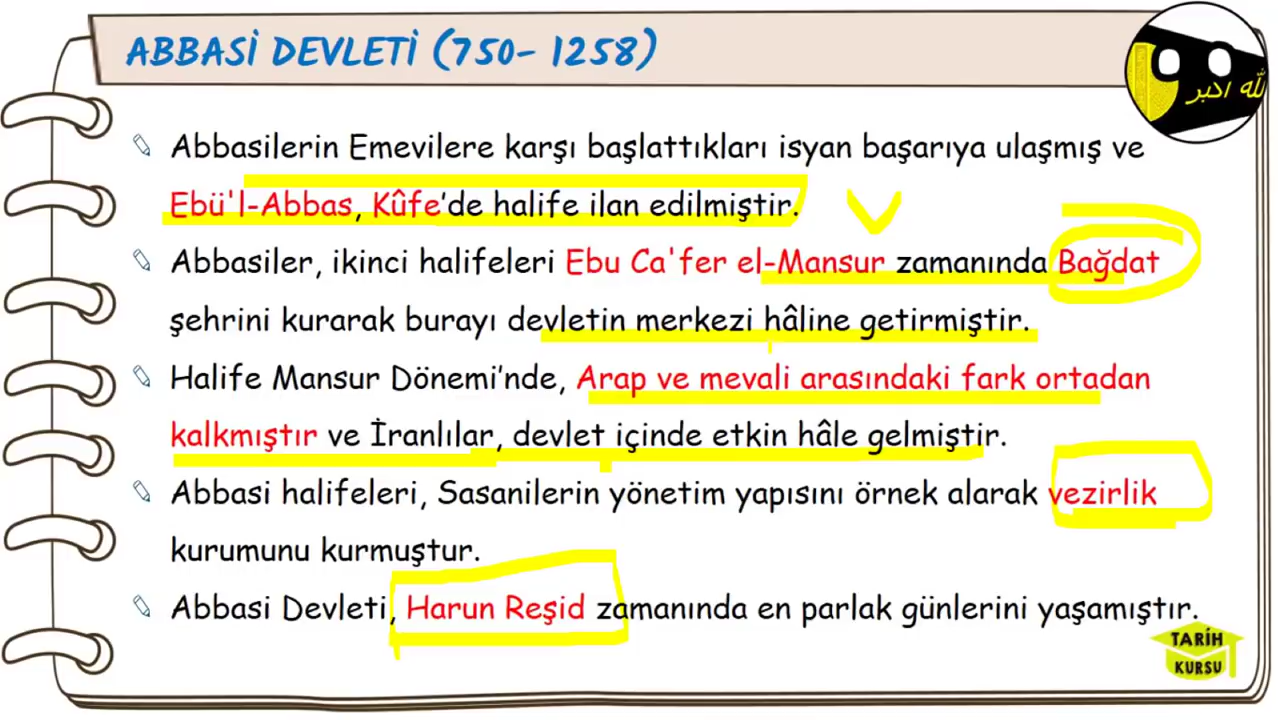 ABBASİ DEVLETİ (750- 1258)
الله اكبر
Abbasilerin Emevilere karşı başlattıkları isyan başarıya ulaşmış ve
Ebü'l-Abbas, Kûfe’de halife ilan edilmiştir.
Abbasiler, ikinci halifeleri Ebu Ca'fer el-Mansur zamanında Bağdat
şehrini kurarak burayı devletin merkezi hâline getirmiştir.
Halife Mansur Dönemi’nde, Arap ve mevali arasındaki fark ortadan
kalkmıştır ve İranlılar, devlet içinde etkin hâle gelmiştir.
Abbasi halifeleri, Sasanilerin yönetim yapısını örnek alarak vezirlik
kurumunu kurmuştur.
Abbasi Devleti, Harun Reşid zamanında en parlak günlerini yaşamıştır.
TARİH
KURSU